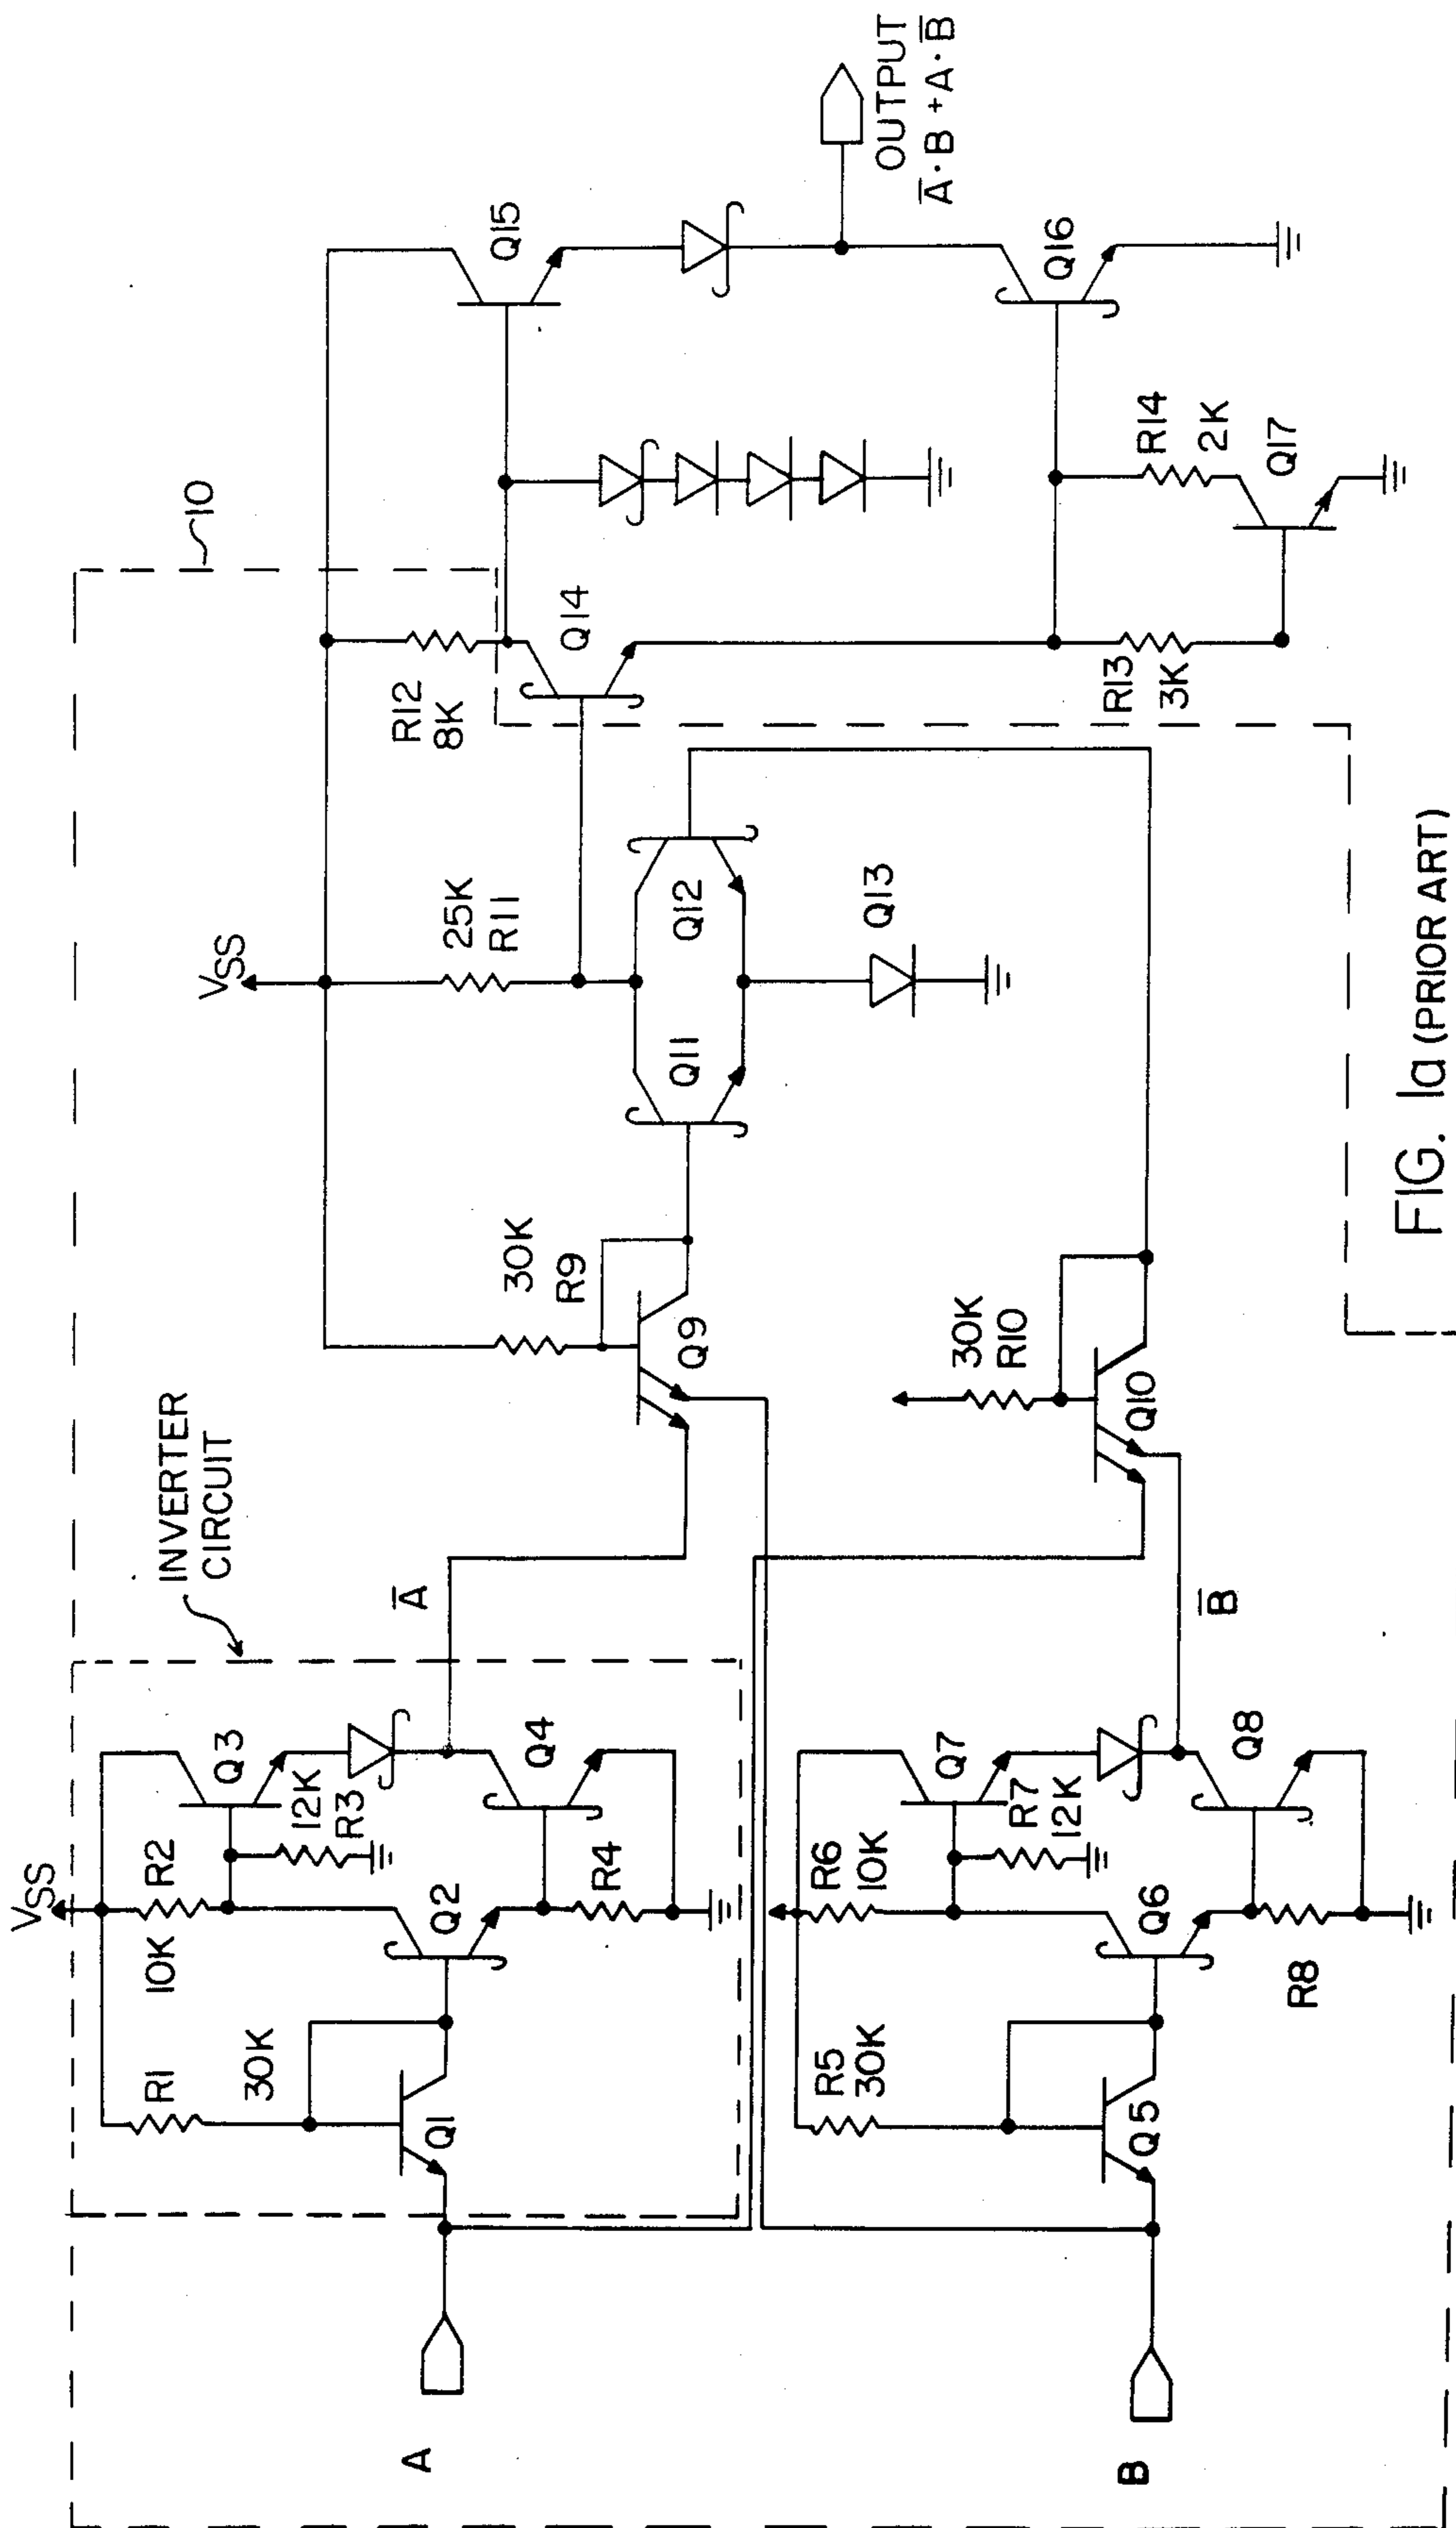 VSS
INVERTER
CIRCUIT
VSS
10
R1
30K
10K
R2
Q3
12K
R3
Q1
Q2
R4
Q4
A
A̅
30K
R9
Q9
25K
R11
Q11
Q12
Q13
R12
8K
Q14
Q15
OUTPUT
A̅·B + A·B̅
Q16
R14
2K
Q17
R13
3K
R5
30K
R6
10K
Q7
R7
12K
Q5
Q6
R8
Q8
B
B̅
30K
R10
Q10
FIG. 1a (PRIOR ART)